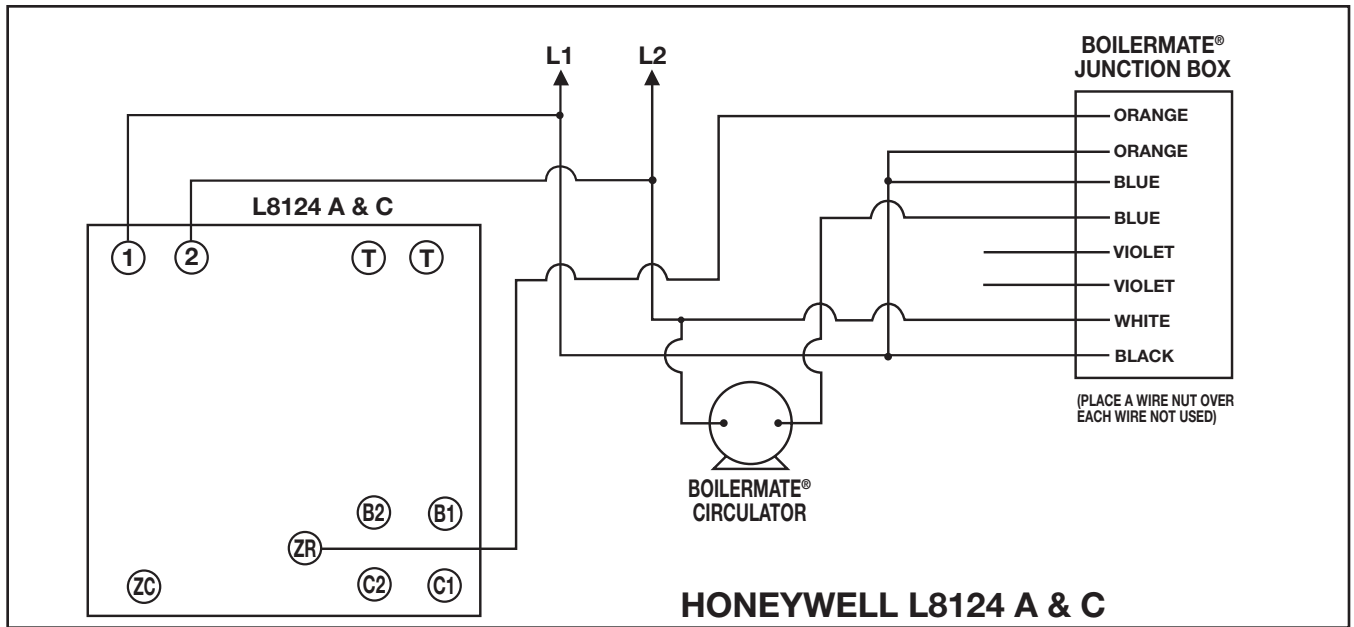 L1
L2
BOILERMATE®
JUNCTION BOX
ORANGE
ORANGE
BLUE
BLUE
VIOLET
VIOLET
WHITE
BLACK
(PLACE A WIRE NUT OVER
EACH WIRE NOT USED)
L8124 A & C
1
2
T
T
B2
B1
ZR
ZC
C2
C1
BOILERMATE®
CIRCULATOR
HONEYWELL L8124 A & C